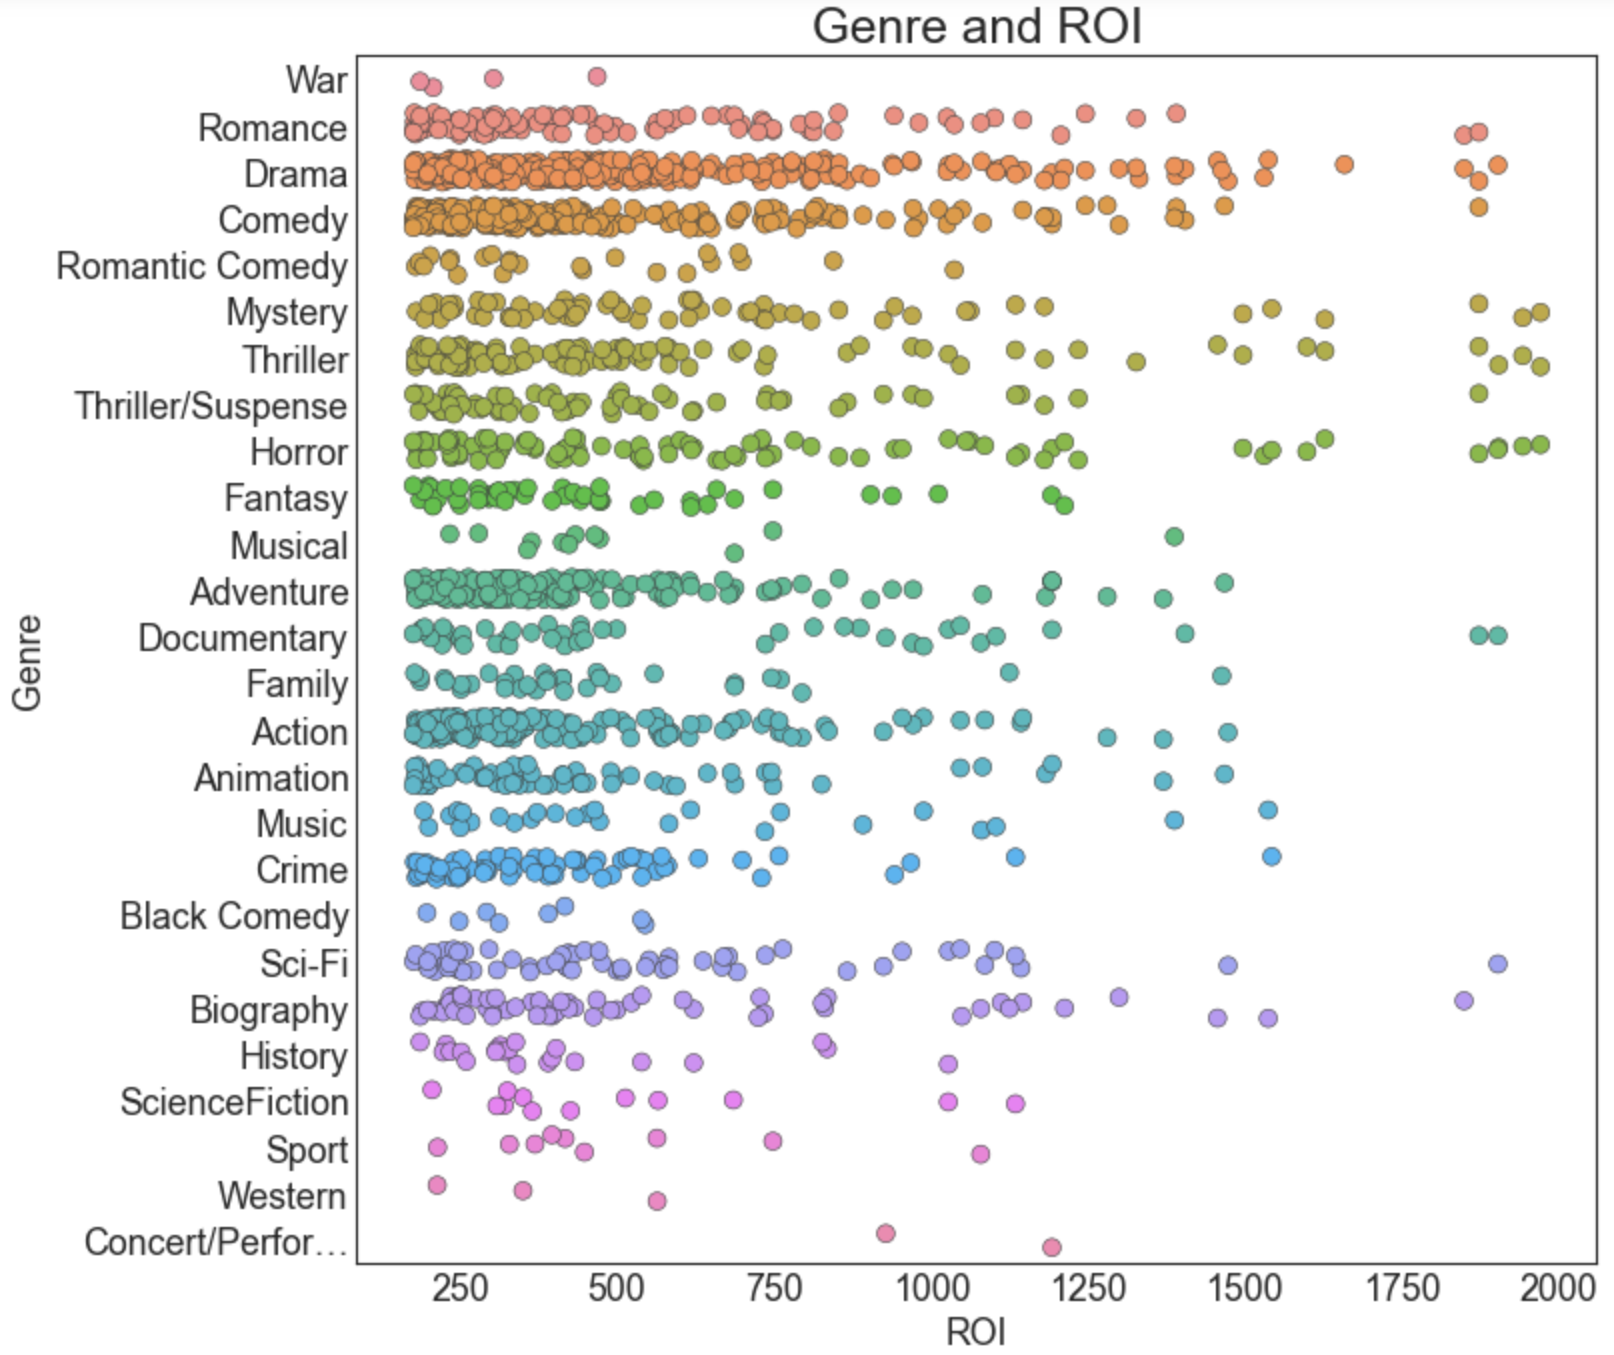 Genre and ROI
War
Romance
Drama
Comedy
Romantic Comedy
Mystery
Thriller
Thriller/Suspense
Horror
Fantasy
Musical
Adventure
Documentary
Family
Action
Animation
Music
Crime
Black Comedy
Sci-Fi
Biography
History
ScienceFiction
Sport
Western
Concert/Perfor…
Genre
250 500 750 1000 1250 1500 1750 2000
ROI